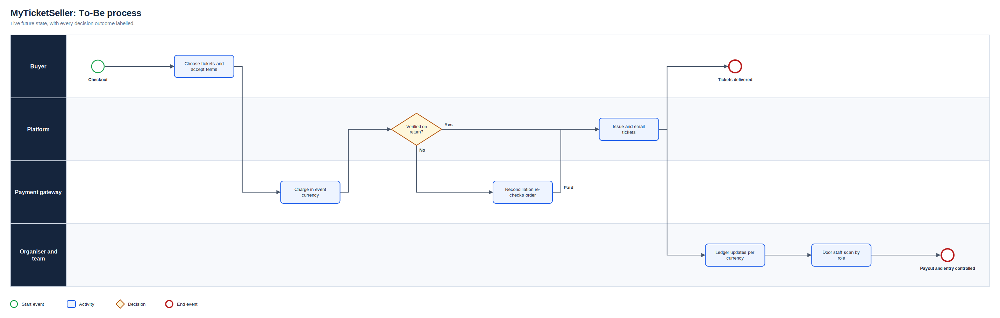 MyTicketSeller: To-Be process
Live future state, with every decision outcome labelled.
Buyer
Checkout
Choose tickets and
accept terms
Tickets delivered
Platform
Verified on
return?
Yes
No
Issue and email
tickets
Payment gateway
Charge in event
currency
Reconciliation re-
checks order
Paid
Organiser and
team
Ledger updates per
currency
Door staff scan by
role
Payout and entry controlled
Start event
Activity
Decision
End event